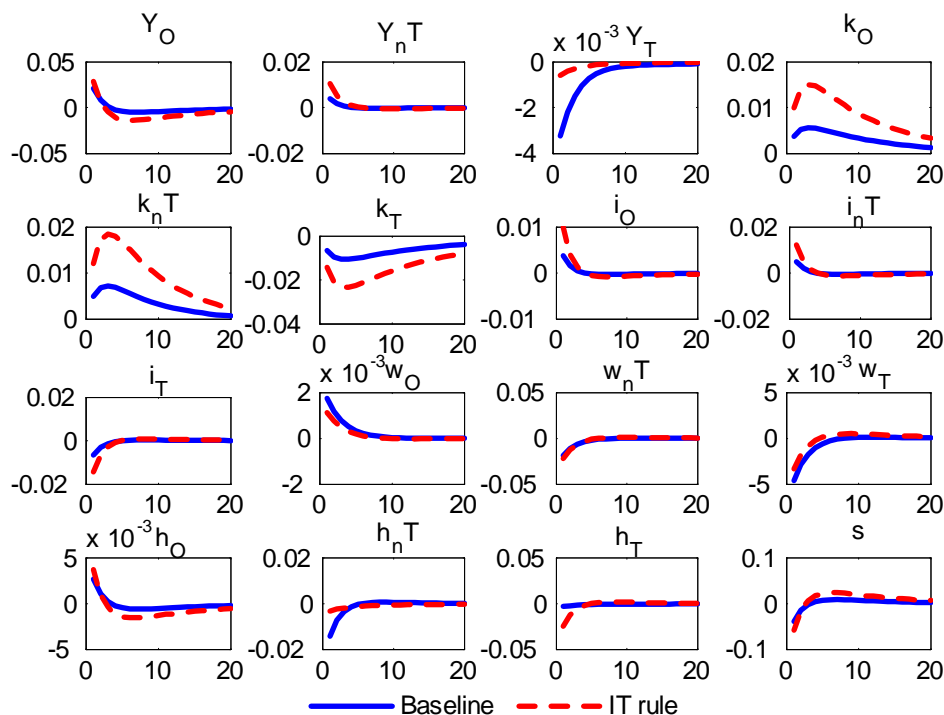 Y_O Y_nT x 10^-3 Y_T k_O
0.05 0.02 0 0.02
0 0 -2 0.01
-0.05 -0.02 -4 0
0 10 20 0 10 20 0 10 20 0 10 20
k_nT k_T i_O i_nT
0.02 0 0.01 0.02
0.01 -0.02 0 0
0 -0.04 -0.01 -0.02
0 10 20 0 10 20 0 10 20 0 10 20
i_T x 10^-3 w_O w_nT x 10^-3 w_T
0.02 2 0.05 5
0 0 0 0
-0.02 2 -0.05 -5
0 10 20 0 10 20 0 10 20 0 10 20
x 10^-3 h_O h_nT h_T s
5 0.02 0.05 0.1
0 0 0 0
-5 -0.02 -0.05 -0.1
0 10 20 0 10 20 0 10 20 0 10 20
Baseline IT rule